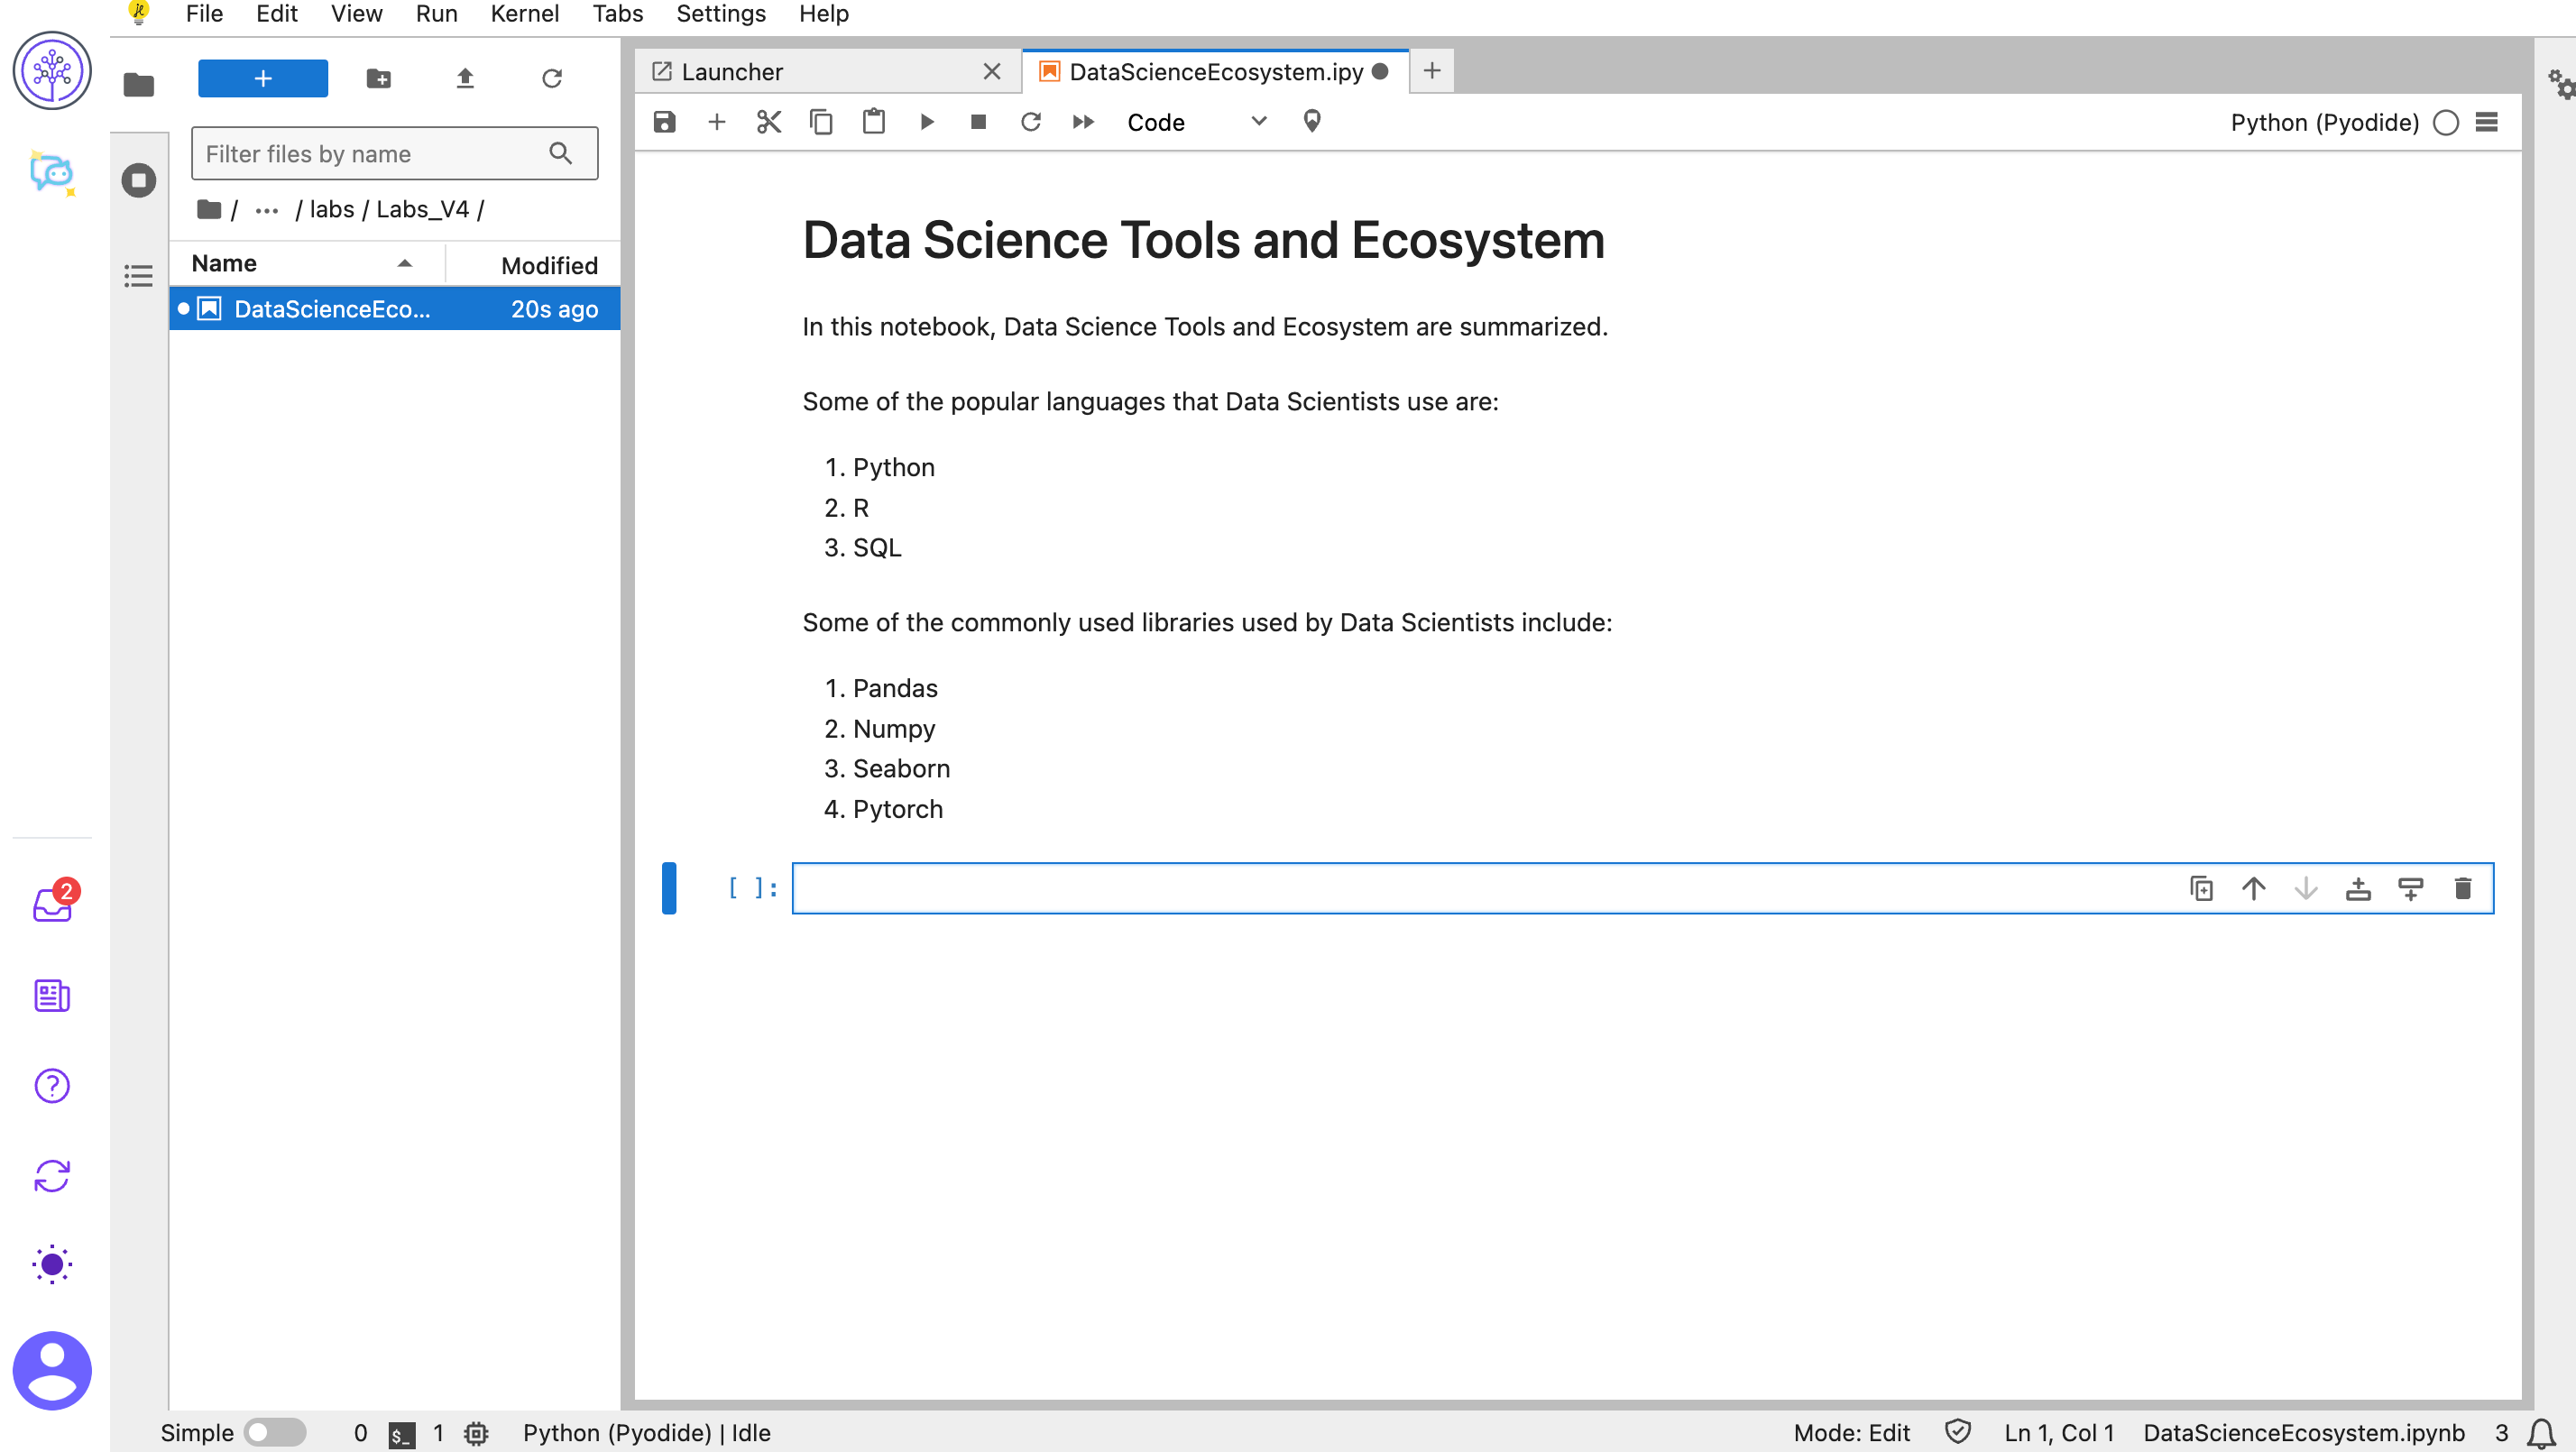 File Edit View Run Kernel Tabs Settings Help
Launcher
DataScienceEcosystem.ipy
Filter files by name
Code
Python (Pyodide)
/ ... / labs / Labs_V4 /
Name Modified
DataScienceEco... 20s ago
Data Science Tools and Ecosystem
In this notebook, Data Science Tools and Ecosystem are summarized.
Some of the popular languages that Data Scientists use are:
1. Python
2. R
3. SQL
Some of the commonly used libraries used by Data Scientists include:
1. Pandas
2. Numpy
3. Seaborn
4. Pytorch
[ ]:
2
Simple 0 $_ 1 Python (Pyodide) | Idle Mode: Edit Ln 1, Col 1 DataScienceEcosystem.ipynb 3